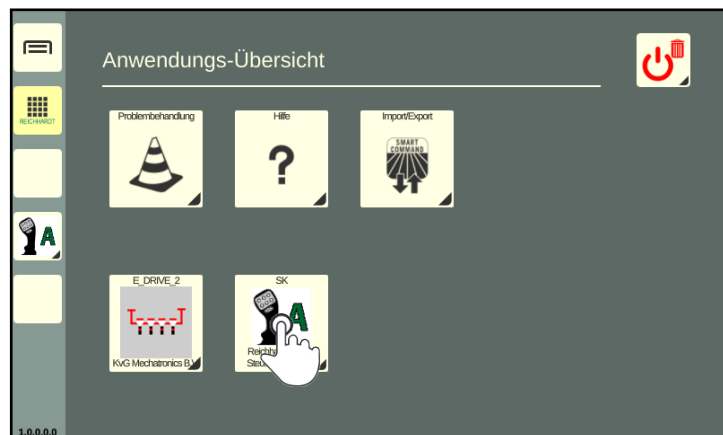 Anwendungs-Übersicht
REICHHARDT
Problembehandlung
Hilfe
Import/Export
SMART
COMMAND
A
E_DRIVE_2
KvG Mechatronics B.V
SK
A
1.0.0.0.0